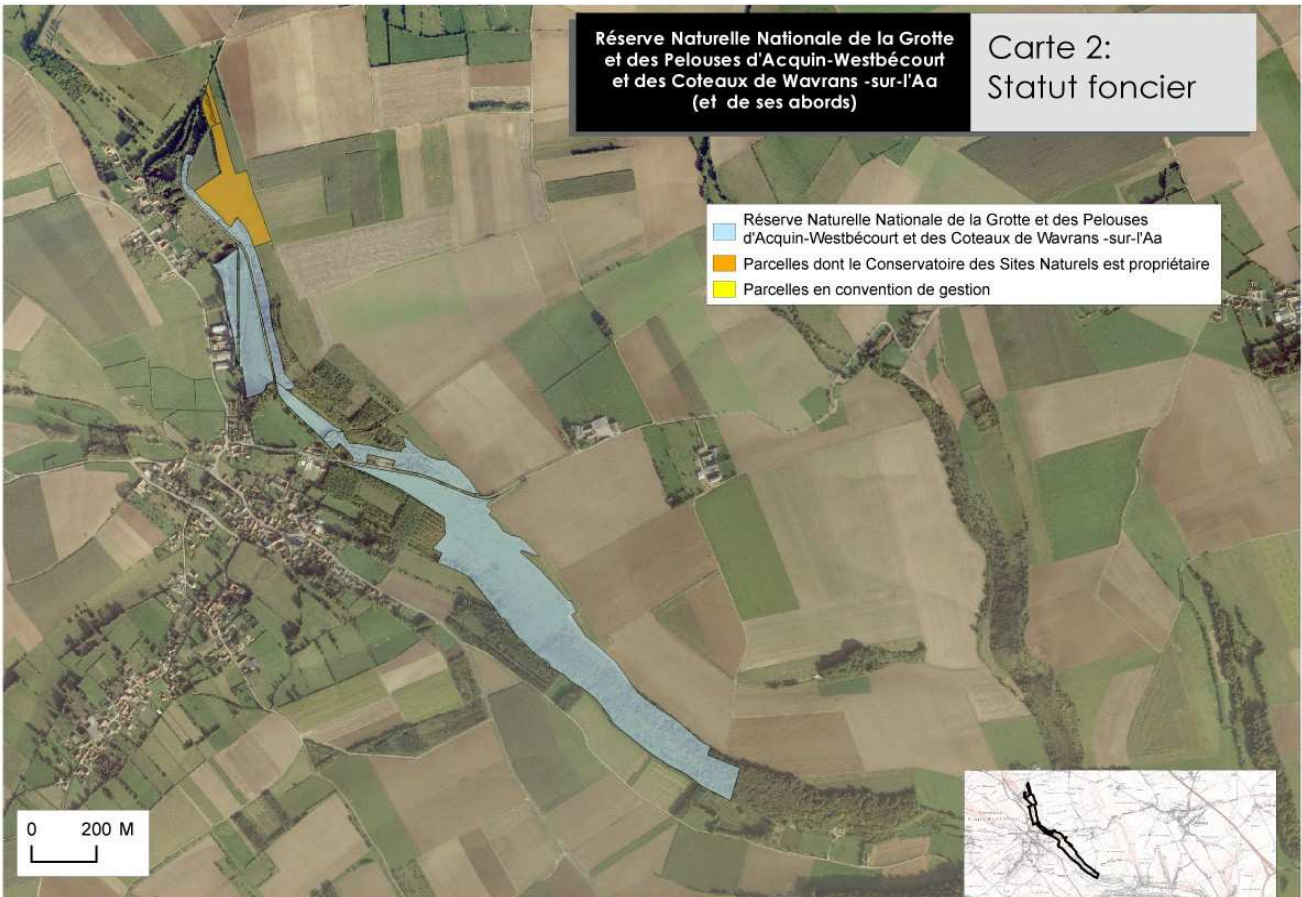 Réserve Naturelle Nationale de la Grotte
et des Pelouses d'Acquin-Westbécourt
et des Coteaux de Wavrans -sur-l'Aa
(et de ses abords)
Carte 2:
Statut foncier
Réserve Naturelle Nationale de la Grotte et des Pelouses
d'Acquin-Westbécourt et des Coteaux de Wavrans -sur-l'Aa
Parcelles dont le Conservatoire des Sites Naturels est propriétaire
Parcelles en convention de gestion
0 200 M